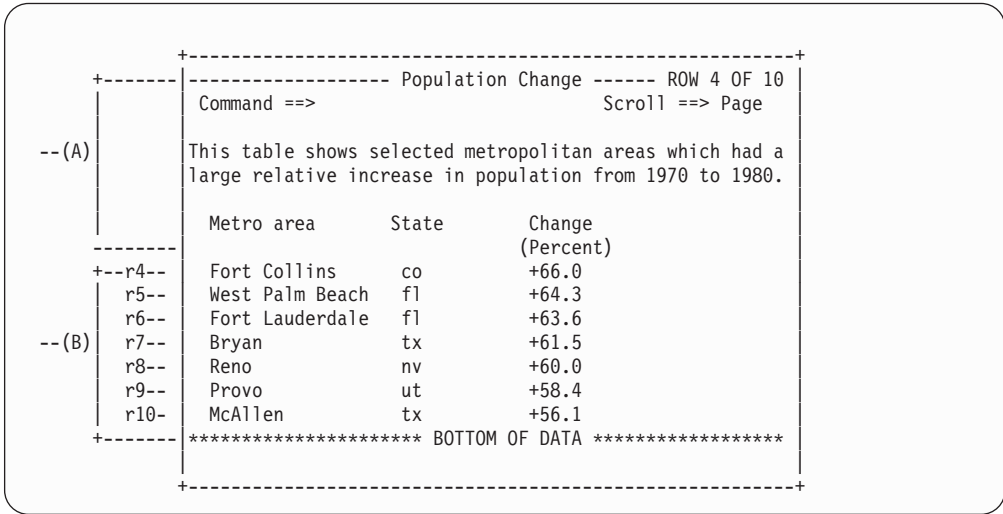 +---------------------------------------------------------+
+-------|------------------- Population Change ------ ROW 4 OF 10 |
| | Command ==> Scroll ==> Page |
| | |
--(A)| |This table shows selected metropolitan areas which had a |
| |large relative increase in population from 1970 to 1980. |
| | |
| | Metro area State Change |
--------| (Percent) |
+--r4-- | Fort Collins co +66.0 |
| r5-- | West Palm Beach fl +64.3 |
| r6-- | Fort Lauderdale fl +63.6 |
--(B)| r7-- | Bryan tx +61.5 |
| r8-- | Reno nv +60.0 |
| r9-- | Provo ut +58.4 |
| r10- | McAllen tx +56.1 |
+-------|********************** BOTTOM OF DATA ****************** |
| |
+---------------------------------------------------------+